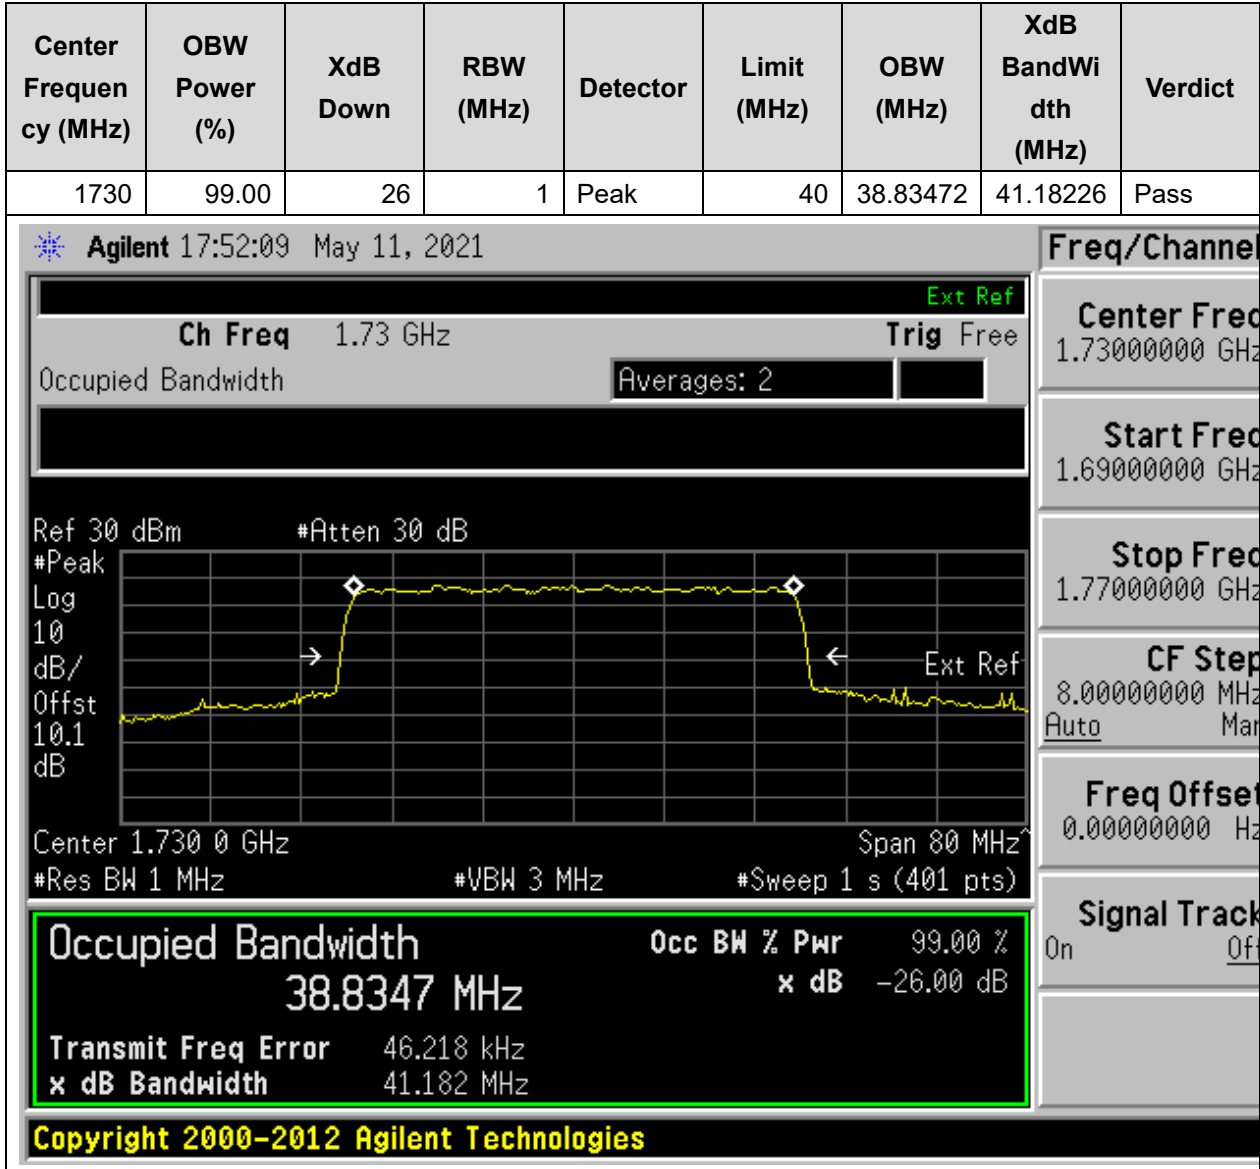 Center Frequen cy (MHz)
OBW Power (%)
XdB Down
RBW (MHz)
Detector
Limit (MHz)
OBW (MHz)
XdB BandWi dth (MHz)
Verdict
1730 99.00 26 1 Peak 40 38.83472 41.18226 Pass
Agilent 17:52:09 May 11, 2021
Ext Ref
Ch Freq 1.73 GHz Trig Free
Occupied Bandwidth Averages: 2
Ref 30 dBm #Atten 30 dB
#Peak
Log
10
dB/
Offst
10.1
dB
Ext Ref
Center 1.730 0 GHz Span 80 MHz^
#Res BW 1 MHz #VBW 3 MHz #Sweep 1 s (401 pts)
Occupied Bandwidth Occ BW % Pwr 99.00 %
38.8347 MHz x dB -26.00 dB
Transmit Freq Error 46.218 kHz
x dB Bandwidth 41.182 MHz
Copyright 2000-2012 Agilent Technologies
Freq/Channel
Center Freq
1.73000000 GHz
Start Freq
1.69000000 GHz
Stop Freq
1.77000000 GHz
CF Step
8.00000000 MHz
Auto Man
Freq Offset
0.00000000 Hz
Signal Track
On Off